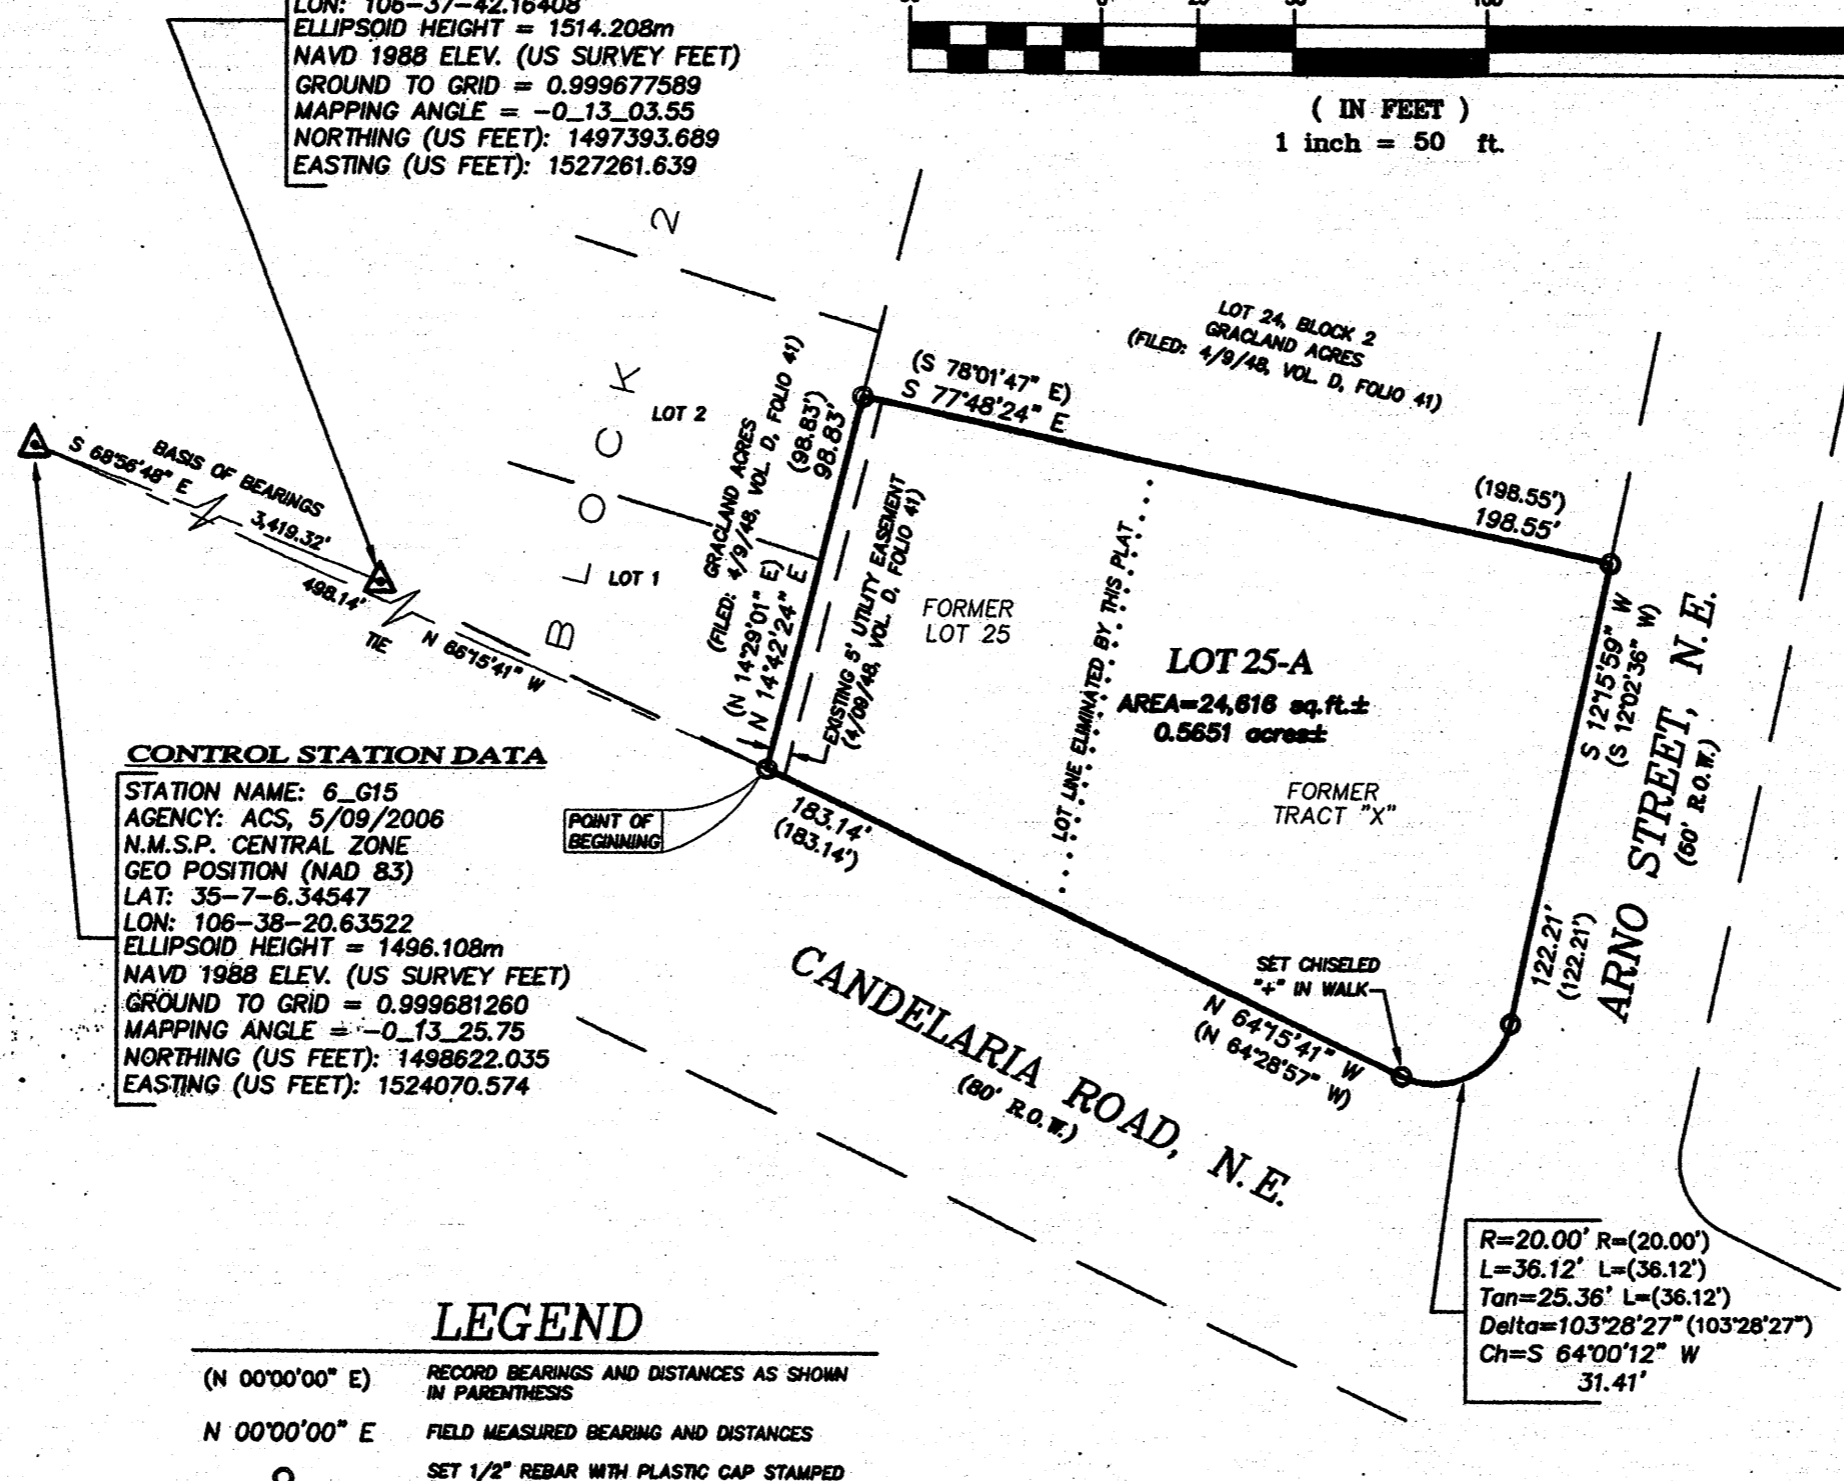 LON: 106-37-42.16408
ELLIPSOID HEIGHT = 1514.208m
NAVD 1988 ELEV. (US SURVEY FEET)
GROUND TO GRID = 0.999677589
MAPPING ANGLE = -0_13_03.55
NORTHING (US FEET): 1497393.689
EASTING (US FEET): 1527261.639
( IN FEET )
1 inch = 50 ft.
BLOCK 2
LOT 2
LOT 1
LOT 24, BLOCK 2
GRACLAND ACRES
(FILED: 4/9/48, VOL. D, FOLIO 41)
(S 78°01'47" E)
S 77°48'24" E
(198.55')
198.55'
GRACLAND ACRES
(FILED: 4/9/48, VOL. D, FOLIO 41)
(98.83')
98.83'
(N 14°29'01" E)
N 14°42'24" E
EXISTING 5' UTILITY EASEMENT
(4/09/48, VOL. D, FOLIO 41)
BASIS OF BEARINGS
S 68°56'48" E
3,419.32'
498.14'
TIE
N 66°15'41" W
FORMER
LOT 25
LOT LINE ELIMINATED BY THIS PLAT
LOT 25-A
AREA=24,616 sq.ft.±
0.5651 acres±
FORMER
TRACT "X"
S 12°15'59" W
(S 12°02'36" W)
122.21'
(122.21')
ARNO STREET, N.E.
(60' R.O.W.)
CONTROL STATION DATA
STATION NAME: 6_G15
AGENCY: ACS, 5/09/2006
N.M.S.P. CENTRAL ZONE
GEO POSITION (NAD 83)
LAT: 35-7-6.34547
LON: 106-38-20.63522
ELLIPSOID HEIGHT = 1496.108m
NAVD 1988 ELEV. (US SURVEY FEET)
GROUND TO GRID = 0.999681260
MAPPING ANGLE = -0_13_25.75
NORTHING (US FEET): 1498622.035
EASTING (US FEET): 1524070.574
POINT OF
BEGINNING
183.14'
(183.14')
SET CHISELED
"+" IN WALK
N 64°15'41" W
(N 64°28'57" W)
CANDELARIA ROAD, N.E.
(80' R.O.W.)
R=20.00' R=(20.00')
L=36.12' L=(36.12')
Tan=25.36' L=(36.12')
Delta=103°28'27" (103°28'27")
Ch=S 64°00'12" W
31.41'
LEGEND
(N 00°00'00" E) RECORD BEARINGS AND DISTANCES AS SHOWN
IN PARENTHESIS
N 00°00'00" E FIELD MEASURED BEARING AND DISTANCES
SET 1/2" REBAR WITH PLASTIC CAP STAMPED